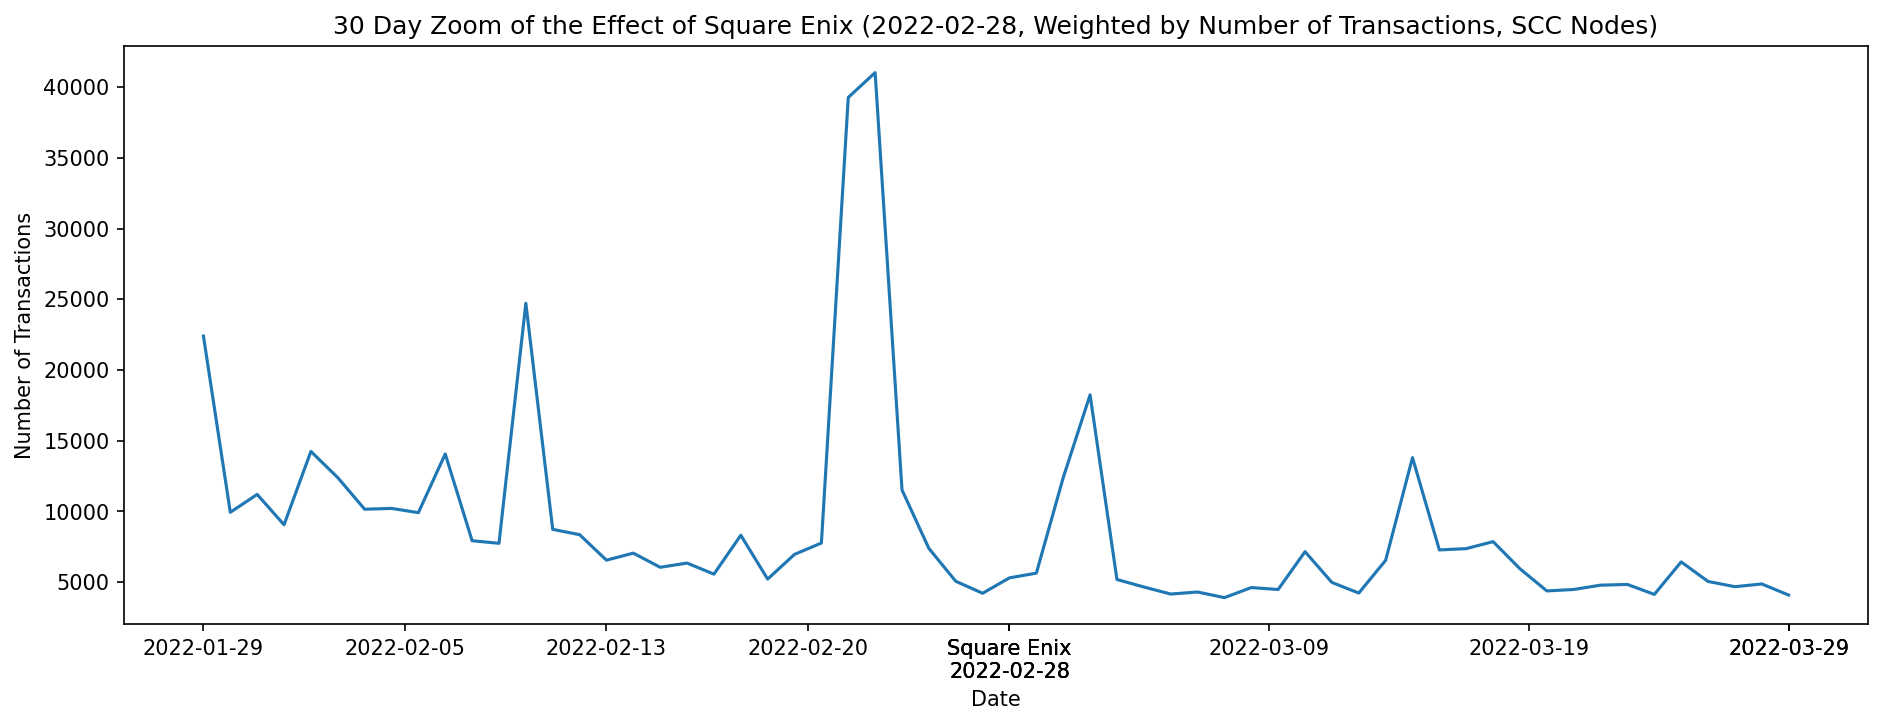 30 Day Zoom of the Effect of Square Enix (2022-02-28, Weighted by Number of Transactions, SCC Nodes)
Number of Transactions
40000
35000
30000
25000
20000
15000
10000
5000
2022-01-29 2022-02-05 2022-02-13 2022-02-20 Square Enix 2022-03-09 2022-03-19 2022-03-29
2022-02-28
Date